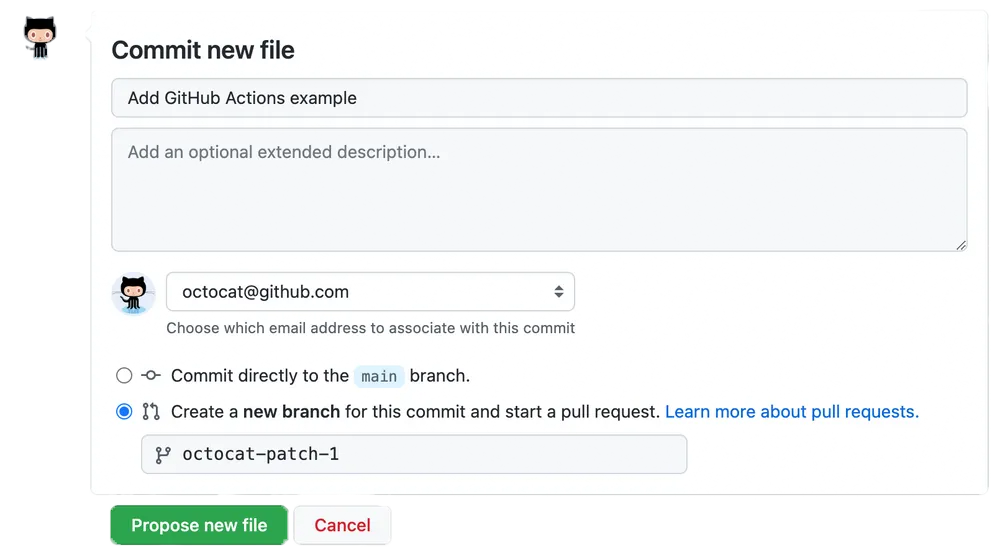 Commit new file
Add GitHub Actions example
Add an optional extended description...
octocat@github.com
Choose which email address to associate with this commit
Commit directly to the main branch.
Create a new branch for this commit and start a pull request. Learn more about pull requests.
octocat-patch-1
Propose new file
Cancel